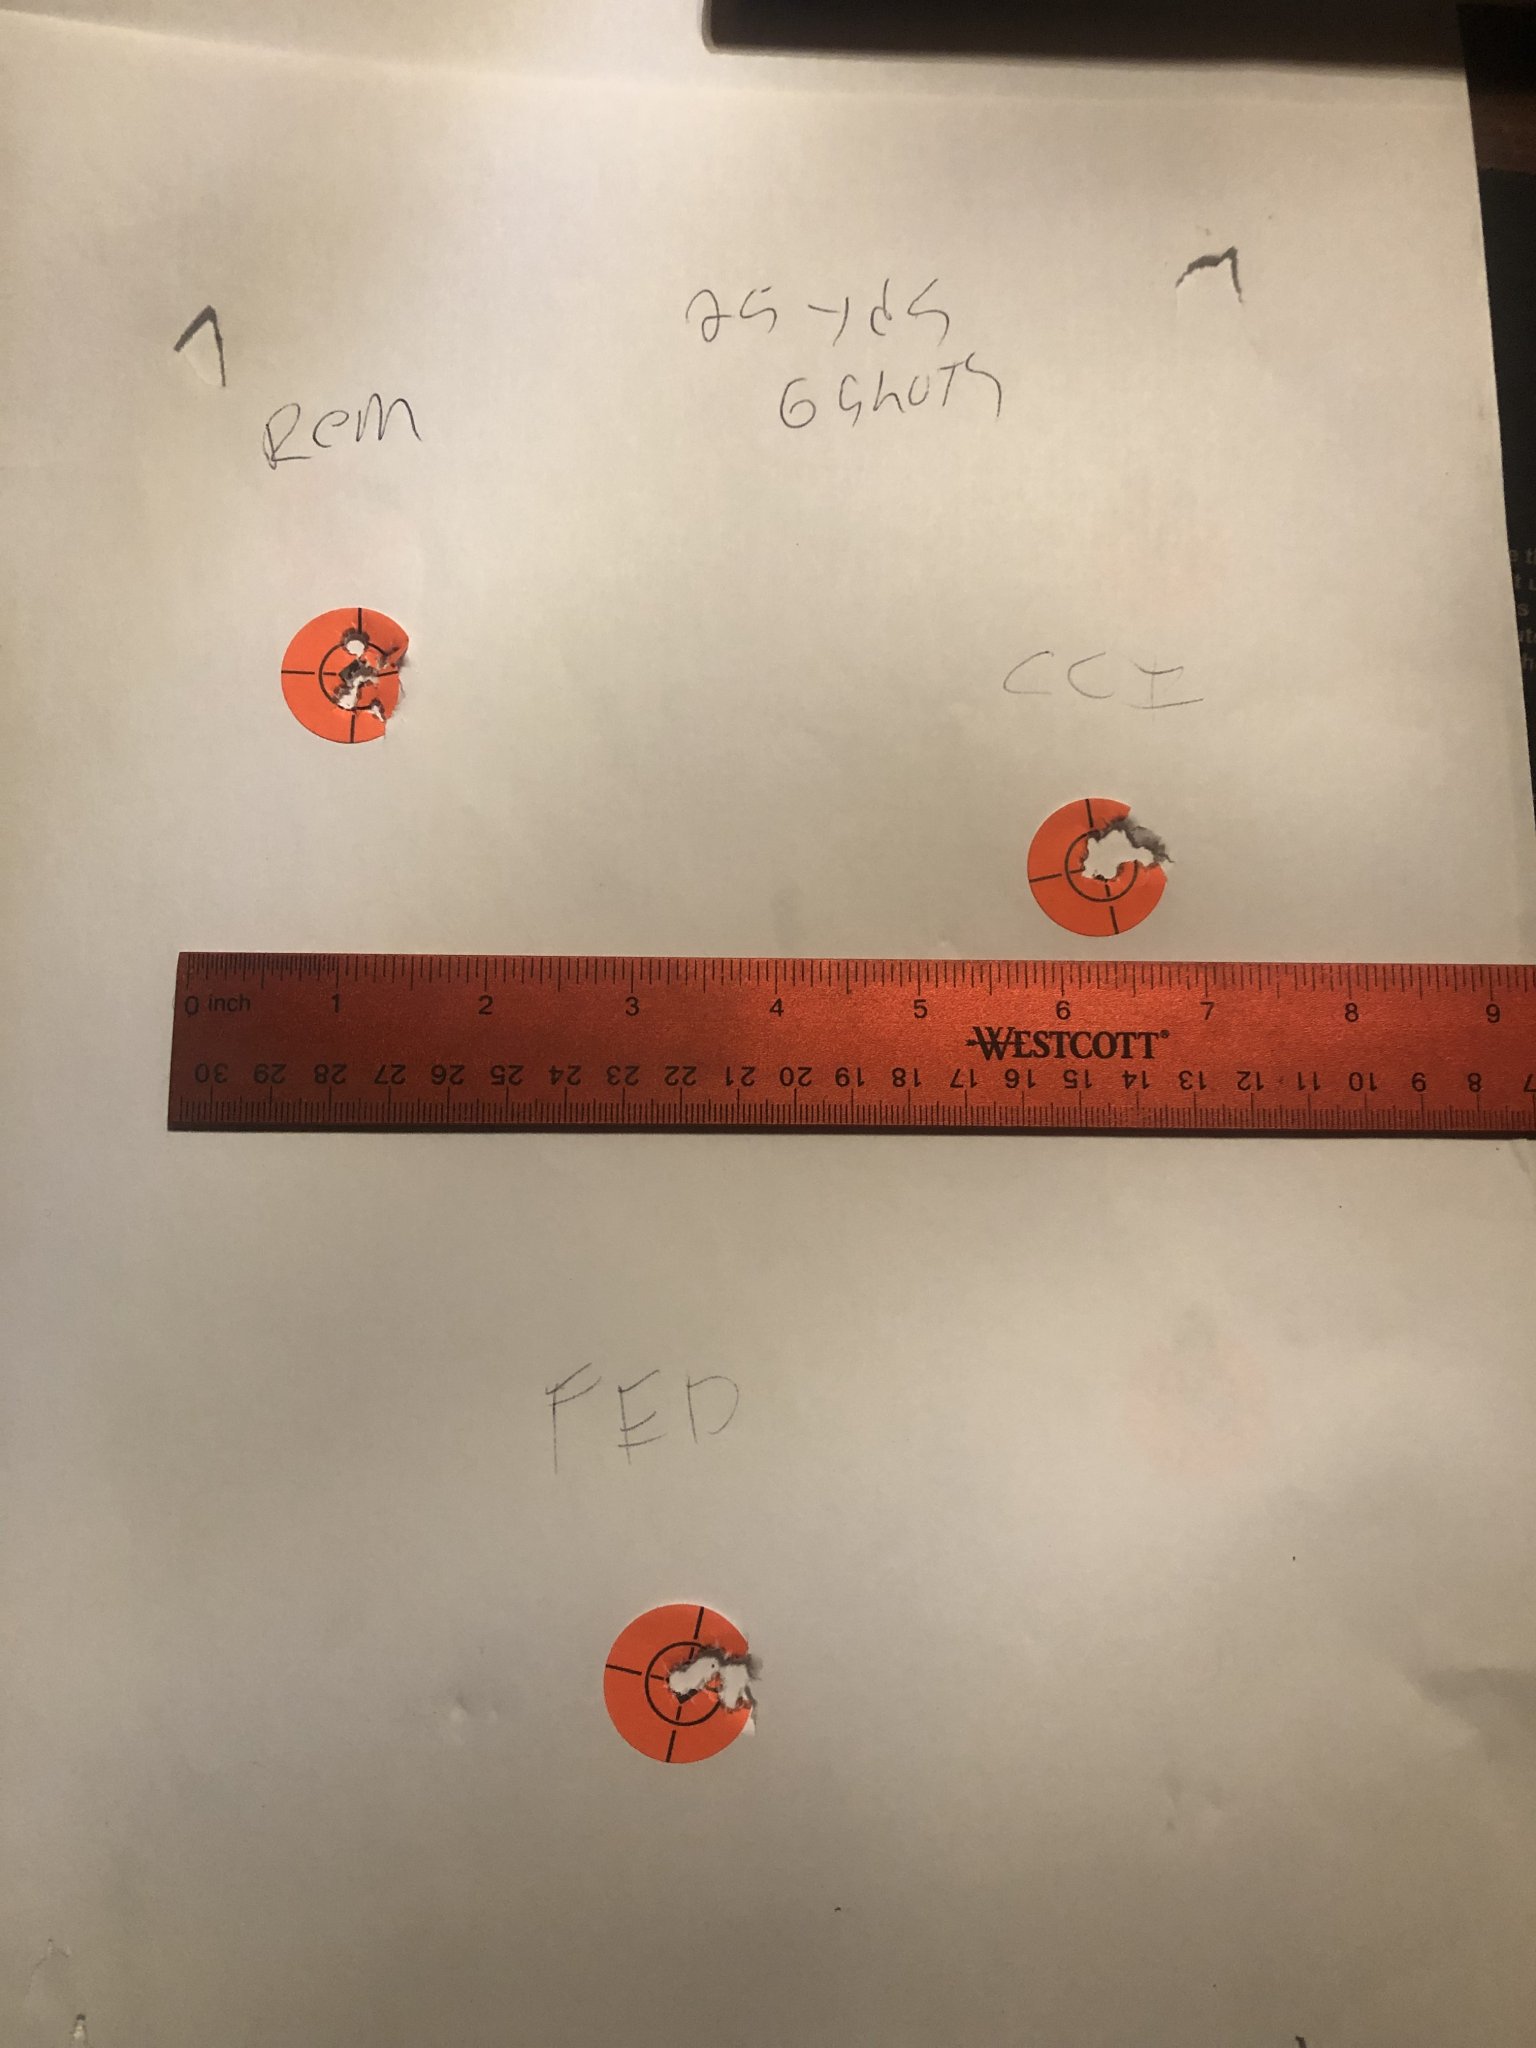 25 yds
6 shots
Rem
CCI
0 inch 1 2 3 4 5 6 7 8 9
WESTCOTT®
30 29 28 27 26 25 24 23 22 21 20 19 18 17 16 15 14 13 12 11 10 9 8 7
FED